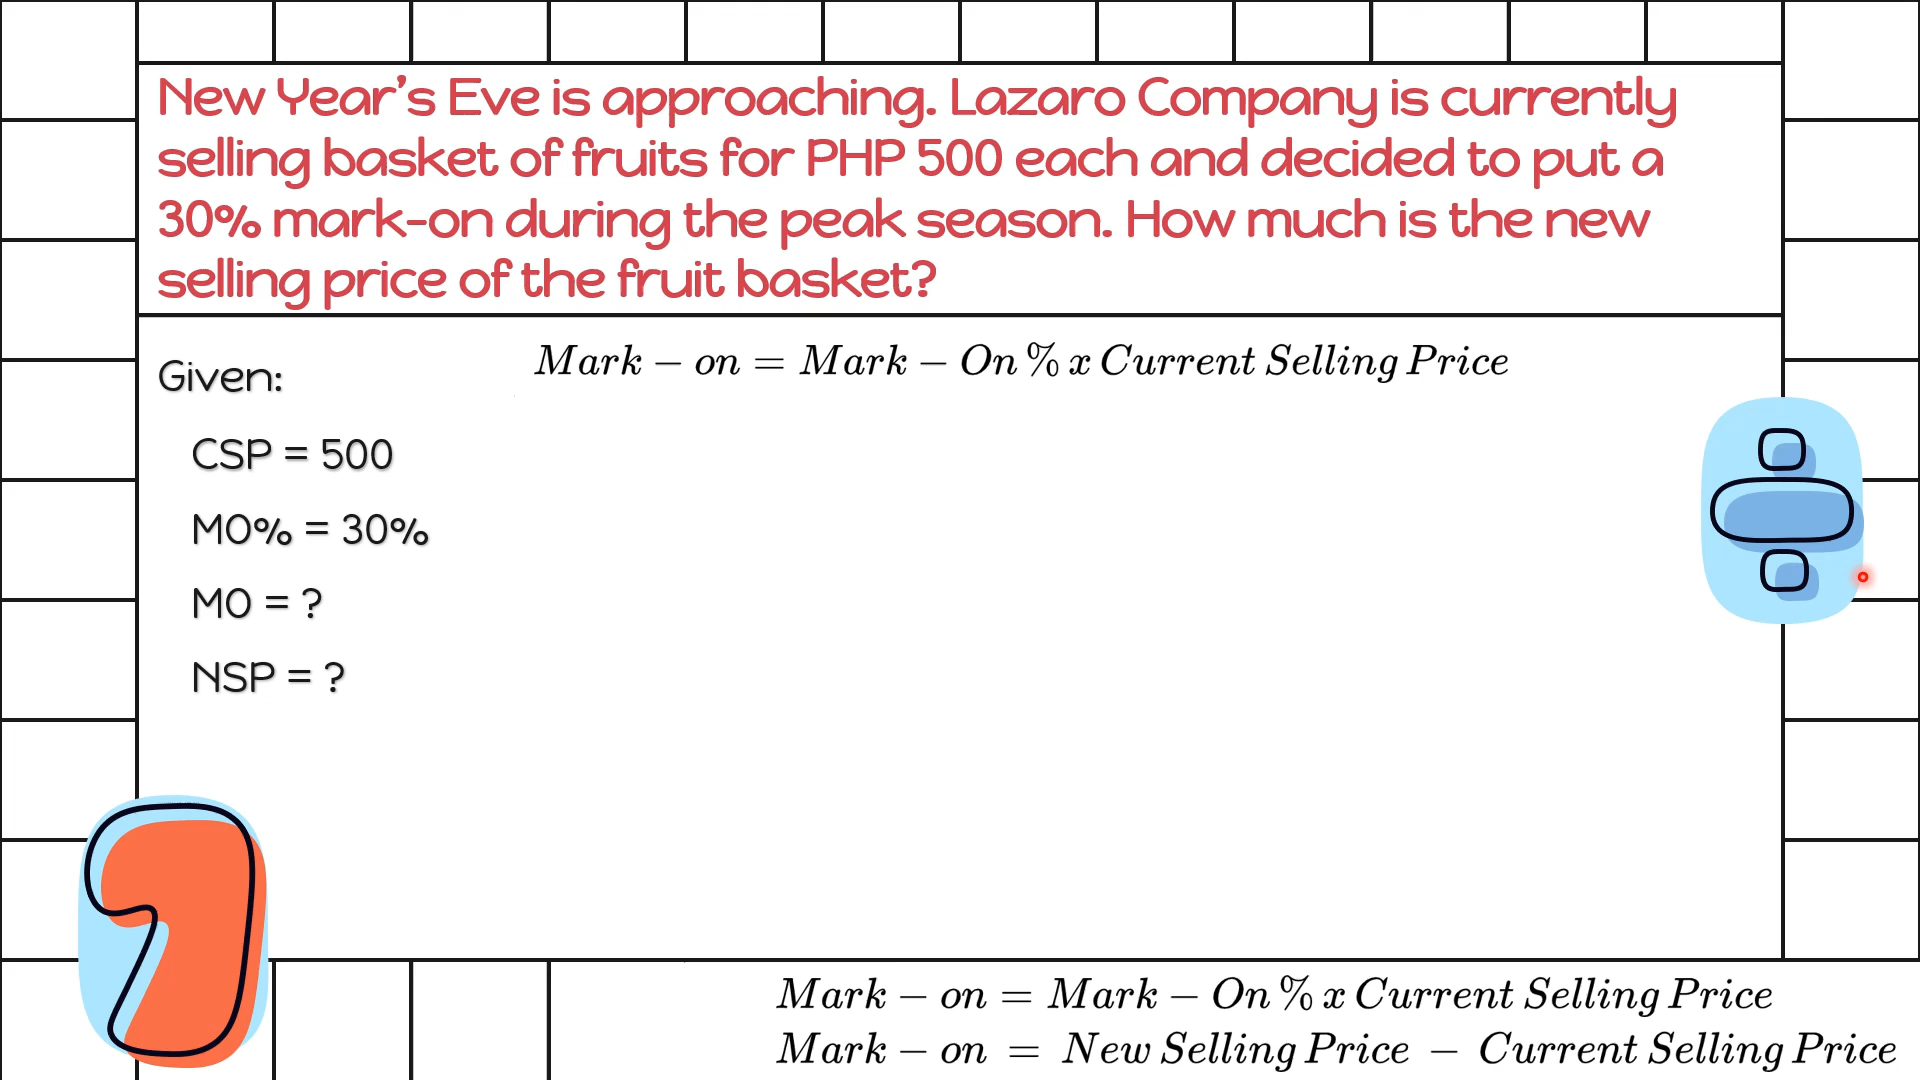 New Year’s Eve is approaching. Lazaro Company is currently
selling basket of fruits for PHP 500 each and decided to put a
30% mark-on during the peak season. How much is the new
selling price of the fruit basket?
Given:
Mark − on = Mark − On % x Current Selling Price
CSP = 500
MO% = 30%
MO = ?
NSP = ?
Mark − on = Mark − On % x Current Selling Price
Mark − on = New Selling Price − Current Selling Price